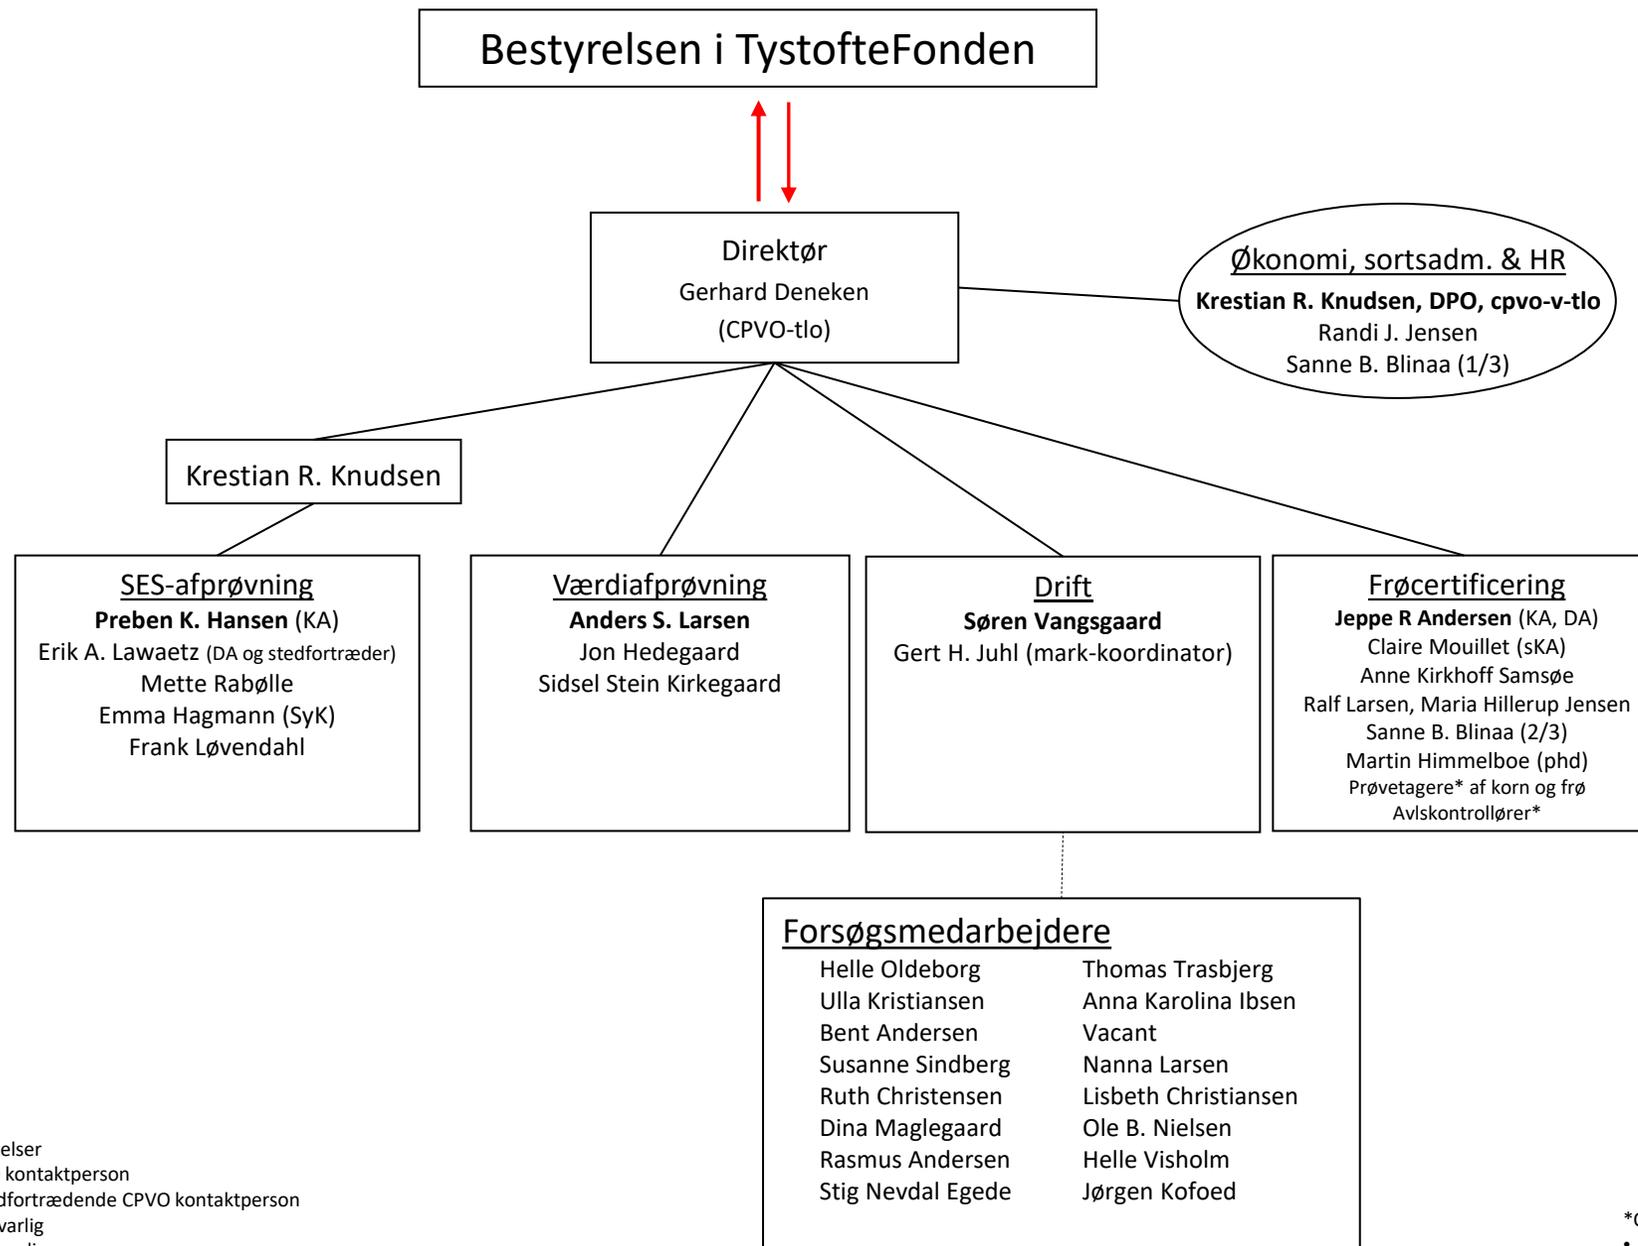 Bestyrelsen i TystofteFonden
Direktør
Gerhard Deneken
(CPVO-tlo)
Økonomi, sortsadm. & HR
Krestian R. Knudsen, DPO, cpvo-v-tlo
Randi J. Jensen
Sanne B. Blinaa (1/3)
Krestian R. Knudsen
SES-afprøvning
Preben K. Hansen (KA)
Erik A. Lawaetz (DA og stedfortræder)
Mette Rabølle
Emma Hagmann (SyK)
Frank Løvendahl
Værdiafprøvning
Anders S. Larsen
Jon Hedegaard
Sidsel Stein Kirkegaard
Drift
Søren Vangsgaard
Gert H. Juhl (mark-koordinator)
Frøcertificering
Jeppe R Andersen (KA, DA)
Claire Mouillet (sKA)
Anne Kirkhoff Samsøe
Ralf Larsen, Maria Hillerup Jensen
Sanne B. Blinaa (2/3)
Martin Himmelboe (phd)
Prøvetagere* af korn og frø
Avlskontrollører*
Forsøgsmedarbejdere
Helle Oldeborg
Ulla Kristiansen
Bent Andersen
Susanne Sindberg
Ruth Christensen
Dina Maglegaard
Rasmus Andersen
Stig Nevdal Egede
Thomas Trasbjerg
Anna Karolina Ibsen
Vacant
Nanna Larsen
Lisbeth Christiansen
Ole B. Nielsen
Helle Visholm
Jørgen Kofoed
elser
kontaktperson
dfortrædende CPVO kontaktperson
varlig